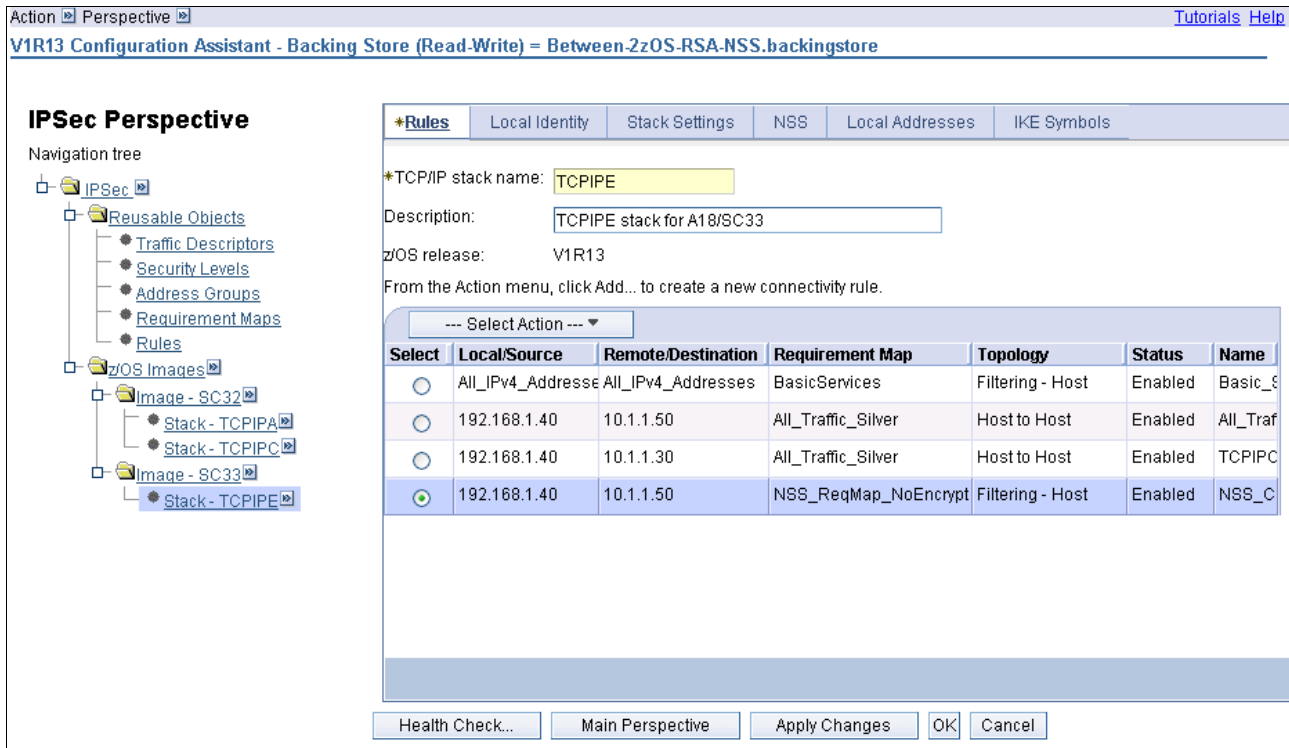 Action Perspective Tutorials Help
V1R13 Configuration Assistant - Backing Store (Read-Write) = Between-2zOS-RSA-NSS.backingstore
IPSec Perspective
Navigation tree
IPSec
Reusable Objects
Traffic Descriptors
Security Levels
Address Groups
Requirement Maps
Rules
z/OS Images
Image - SC32
Stack - TCPIPA
Stack - TCPIPC
Image - SC33
Stack - TCPIPE
*Rules Local Identity Stack Settings NSS Local Addresses IKE Symbols
*TCP/IP stack name: TCPIPE
Description: TCPIPE stack for A18/SC33
z/OS release: V1R13
From the Action menu, click Add... to create a new connectivity rule.
--- Select Action ---
Select Local/Source Remote/Destination Requirement Map Topology Status Name
All_IPv4_Addresse All_IPv4_Addresses BasicServices Filtering - Host Enabled Basic_S
192.168.1.40 10.1.1.50 All_Traffic_Silver Host to Host Enabled All_Traf
192.168.1.40 10.1.1.30 All_Traffic_Silver Host to Host Enabled TCPIPC
192.168.1.40 10.1.1.50 NSS_ReqMap_NoEncrypt Filtering - Host Enabled NSS_C
Health Check... Main Perspective Apply Changes OK Cancel